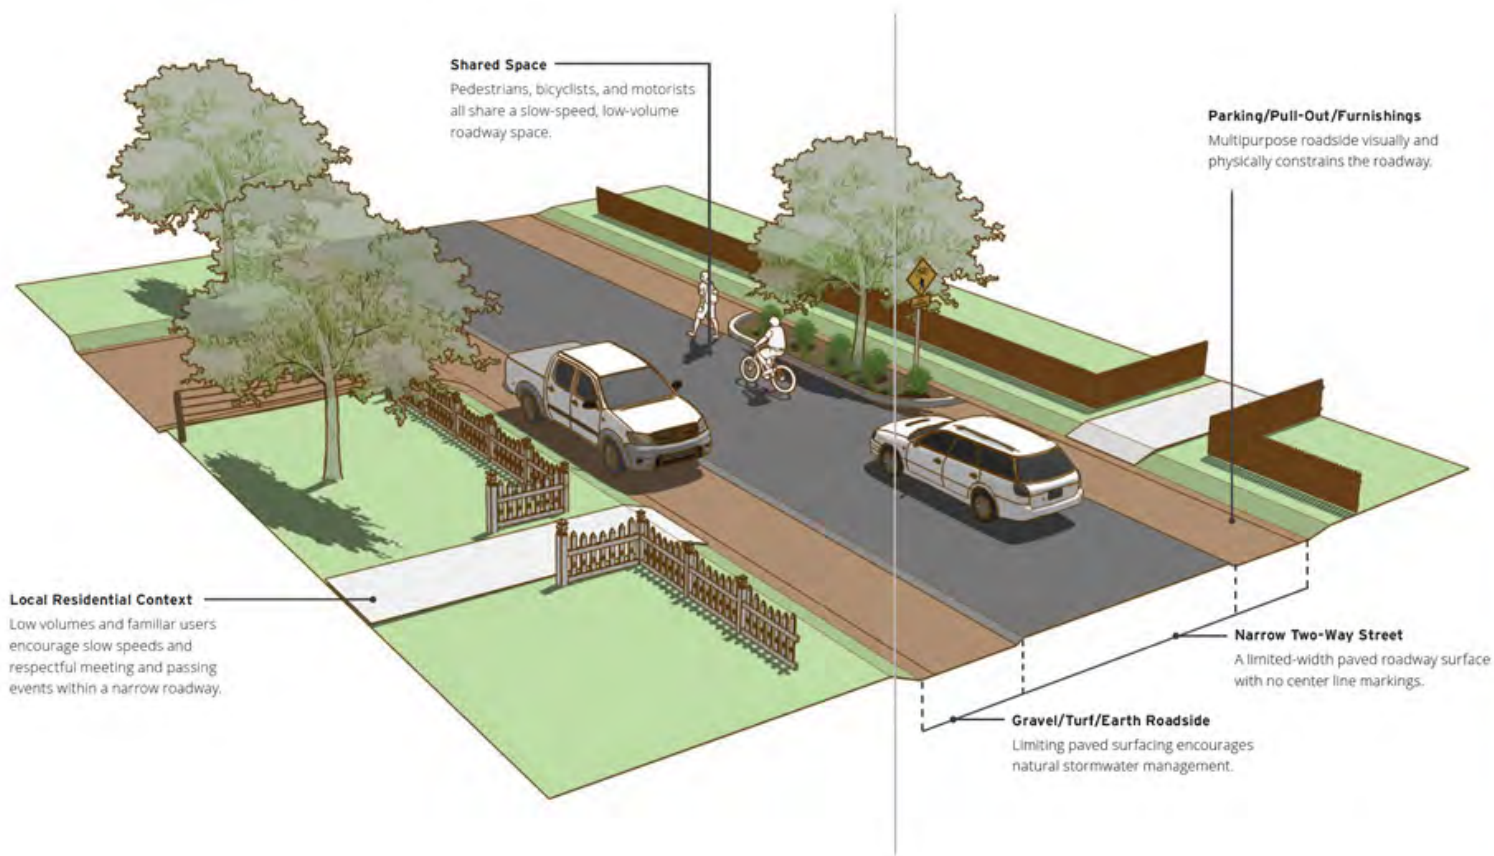 Shared Space
Pedestrians, bicyclists, and motorists
all share a slow-speed, low-volume
roadway space.
Parking/Pull-Out/Furnishings
Multipurpose roadside visually and
physically constrains the roadway.
Local Residential Context
Low volumes and familiar users
encourage slow speeds and
respectful meeting and passing
events within a narrow roadway.
Narrow Two-Way Street
A limited-width paved roadway surface
with no center line markings.
Gravel/Turf/Earth Roadside
Limiting paved surfacing encourages
natural stormwater management.